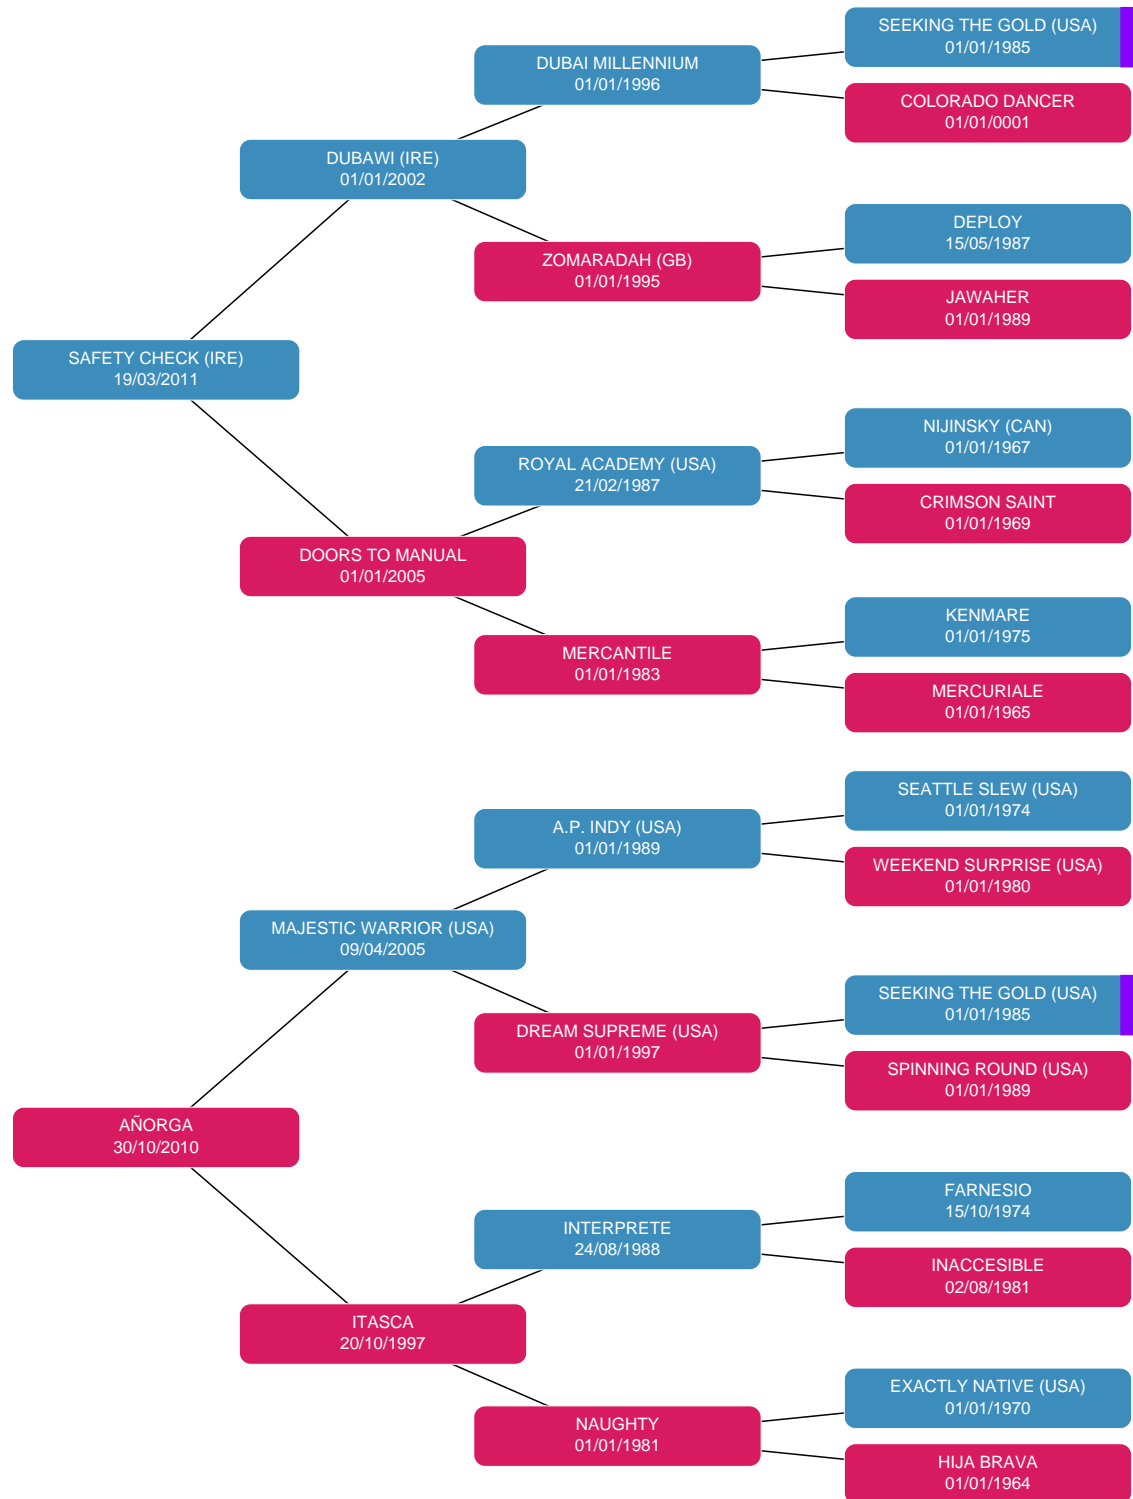 SEEKING THE GOLD (USA)
01/01/1985
DUBAI MILLENNIUM
01/01/1996
COLORADO DANCER
01/01/0001
DUBAWI (IRE)
01/01/2002
DEPLOY
15/05/1987
ZOMARADAH (GB)
01/01/1995
JAWAHER
01/01/1989
SAFETY CHECK (IRE)
19/03/2011
NIJINSKY (CAN)
01/01/1967
ROYAL ACADEMY (USA)
21/02/1987
CRIMSON SAINT
01/01/1969
DOORS TO MANUAL
01/01/2005
KENMARE
01/01/1975
MERCANTILE
01/01/1983
MERCURIALE
01/01/1965
SEATTLE SLEW (USA)
01/01/1974
A.P. INDY (USA)
01/01/1989
WEEKEND SURPRISE (USA)
01/01/1980
MAJESTIC WARRIOR (USA)
09/04/2005
SEEKING THE GOLD (USA)
01/01/1985
DREAM SUPREME (USA)
01/01/1997
SPINNING ROUND (USA)
01/01/1989
AÑORGA
30/10/2010
FARNESIO
15/10/1974
INTERPRETE
24/08/1988
INACCESIBLE
02/08/1981
ITASCA
20/10/1997
EXACTLY NATIVE (USA)
01/01/1970
NAUGHTY
01/01/1981
HIJA BRAVA
01/01/1964